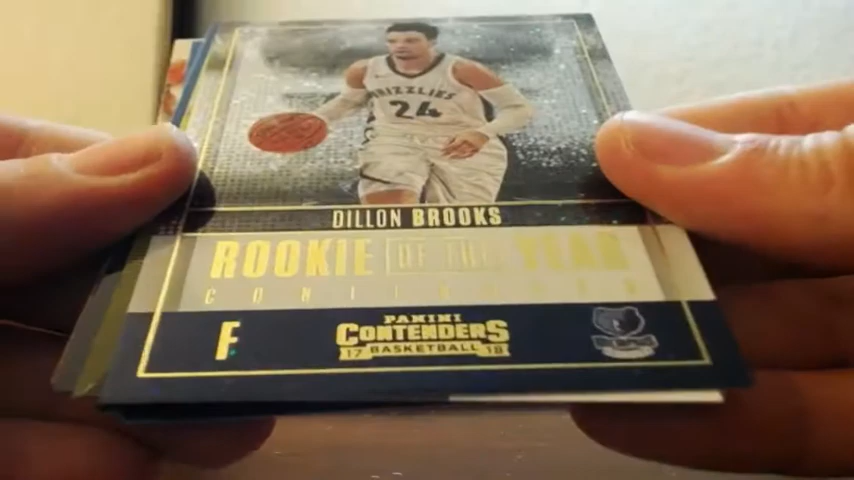 GRIZZLIES
24
DILLON BROOKS
ROOKIE OF THE YEAR
CONTENDERS
F
PANINI
CONTENDERS
17 BASKETBALL 18